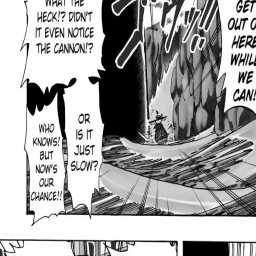 GET
OUT O
HERE
WHILE
WE
CAN!
WHAT THE
HECK!? DIDN'T
IT EVEN NOTICE
THE CANNON!?
OR
IS IT
JUST
SLOW?
WHO
KNOWS!
BUT
NOW'S
OUR
CHANCE!!